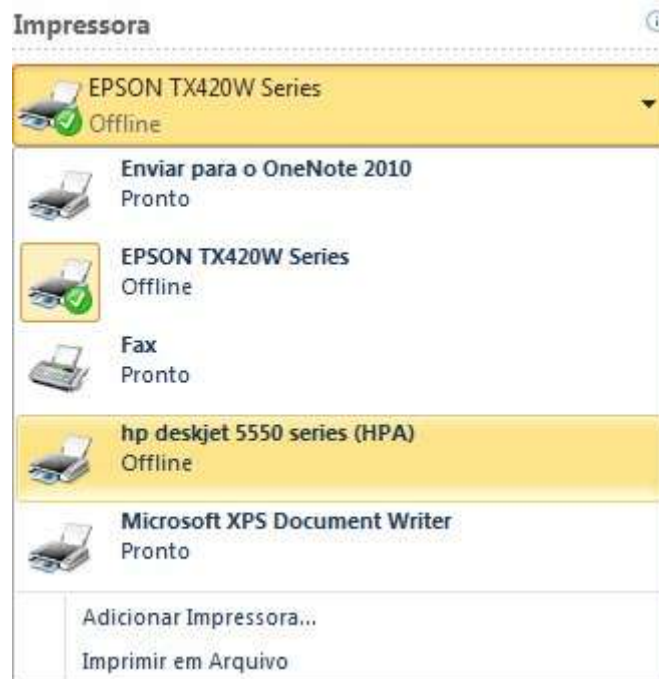 Impressora
EPSON TX420W Series
Offline
Enviar para o OneNote 2010
Pronto
EPSON TX420W Series
Offline
Fax
Pronto
hp deskjet 5550 series (HPA)
Offline
Microsoft XPS Document Writer
Pronto
Adicionar Impressora...
Imprimir em Arquivo